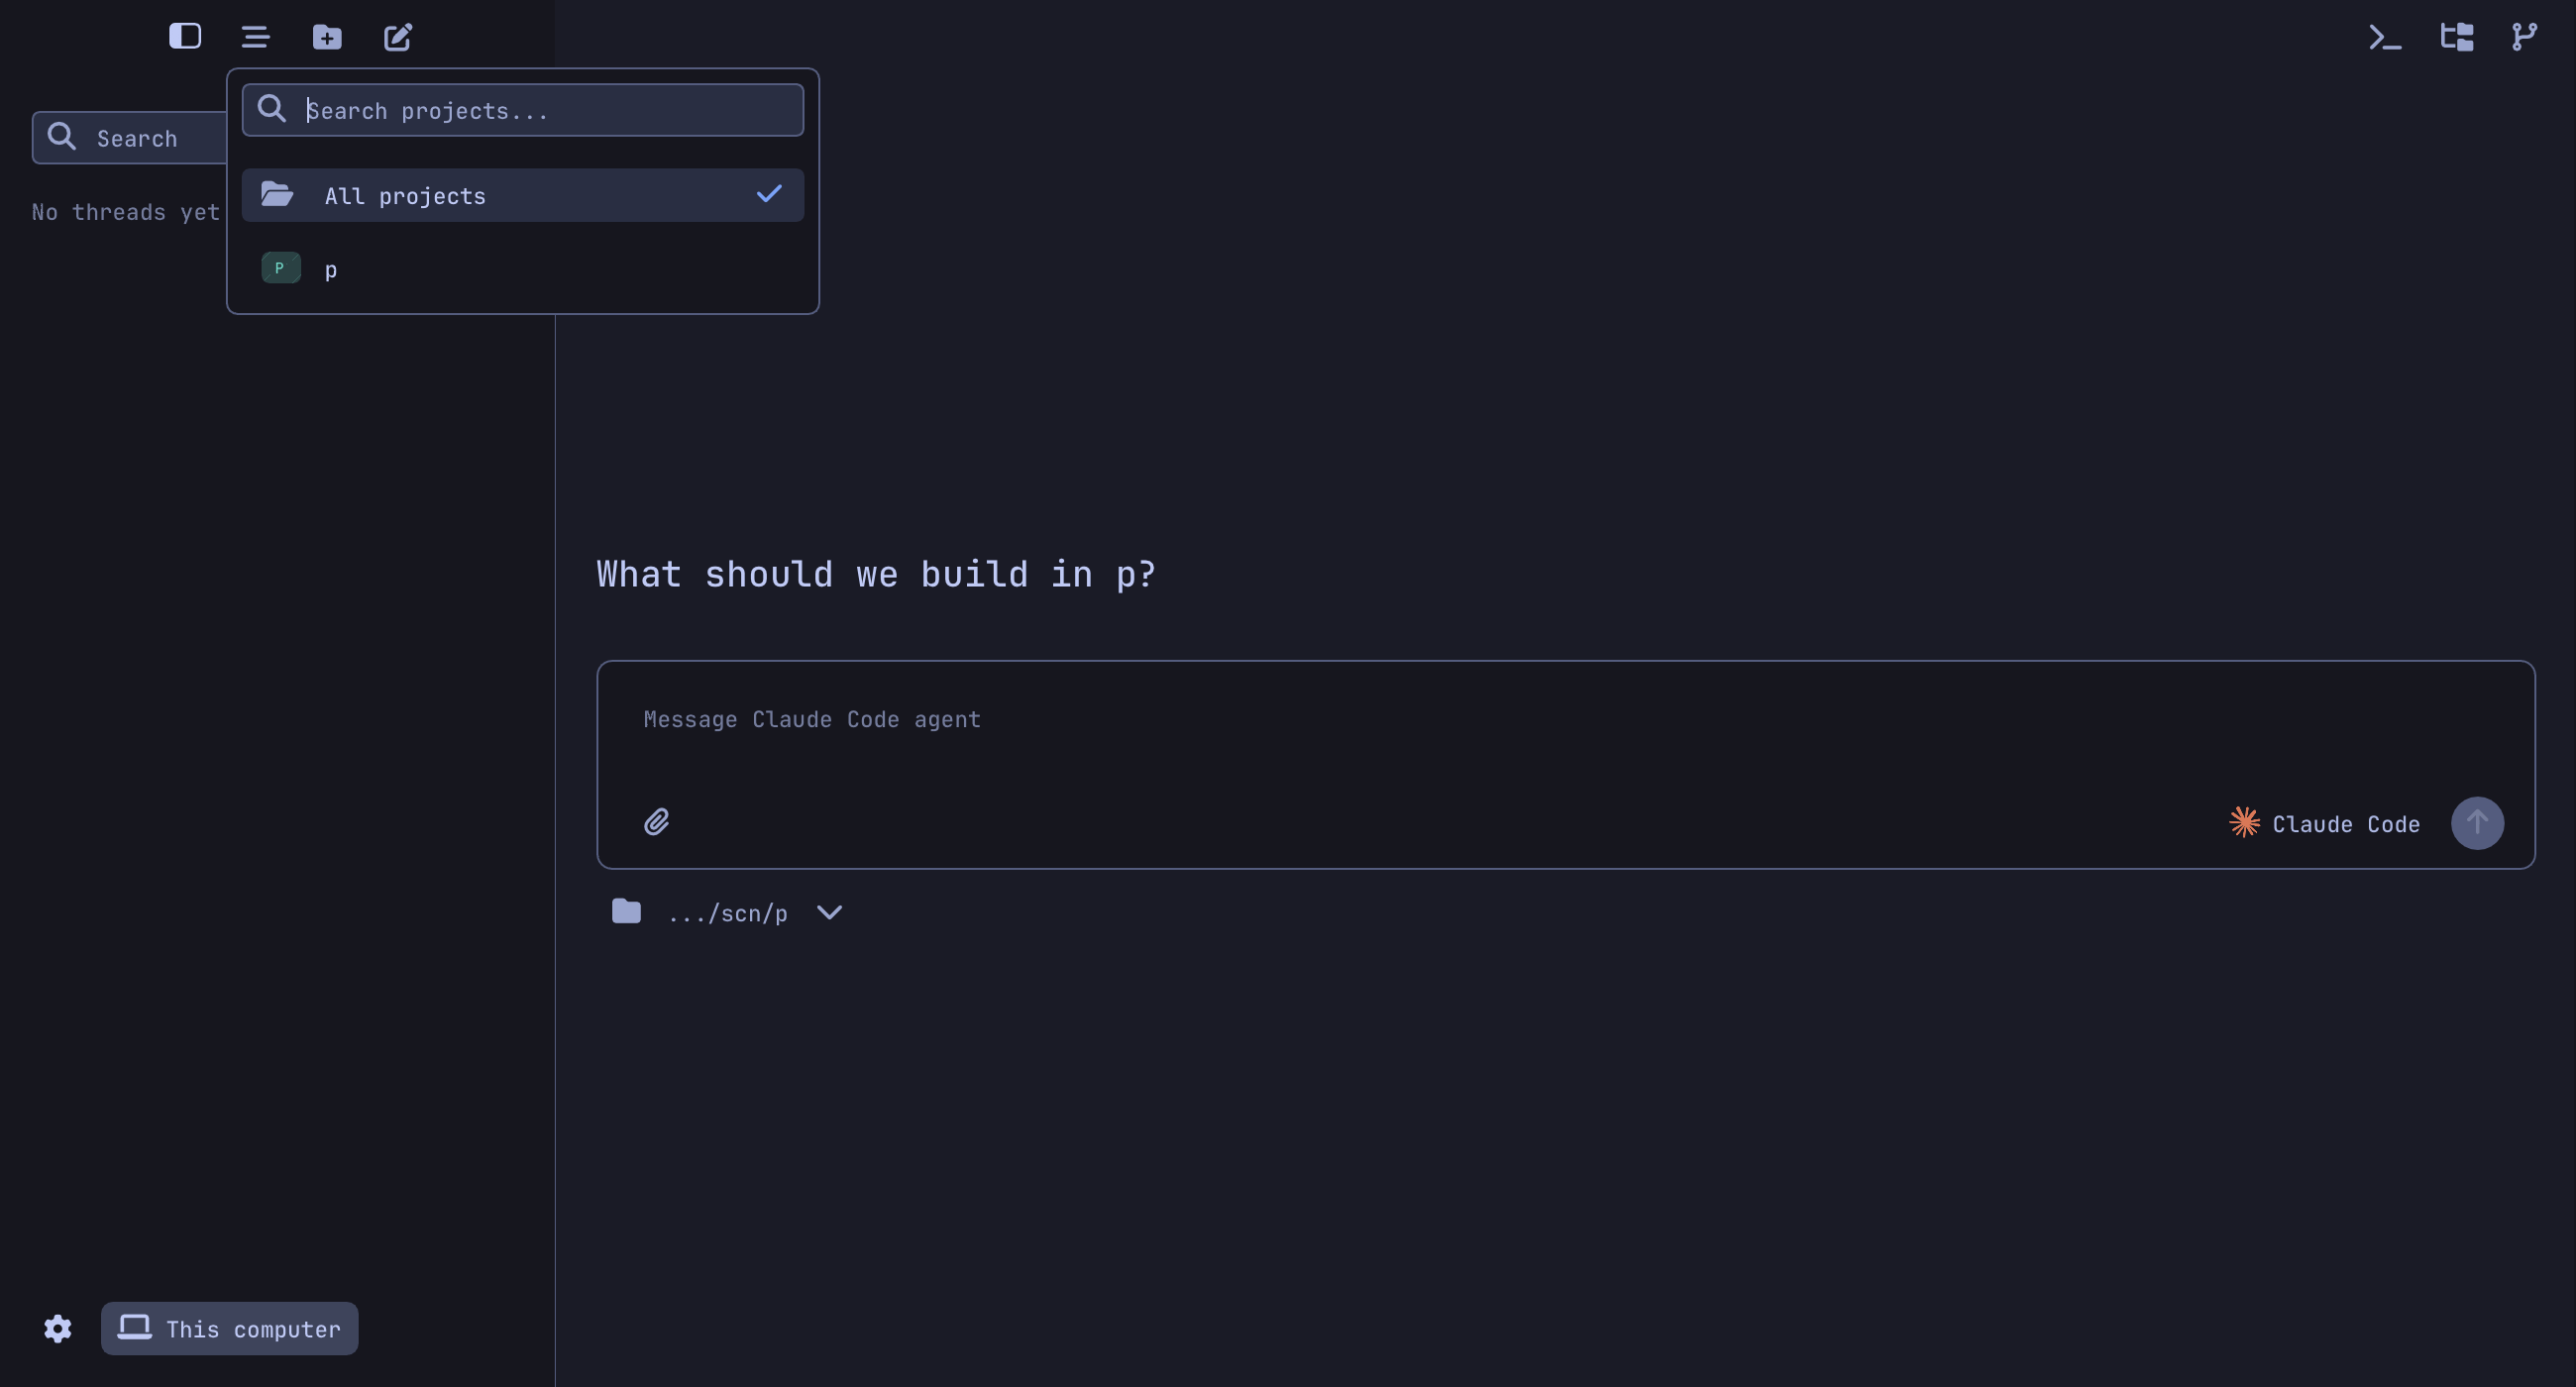 Search projects...
Search
All projects
No threads yet
P
p
What should we build in p?
Message Claude Code agent
Claude Code
.../scn/p
This computer